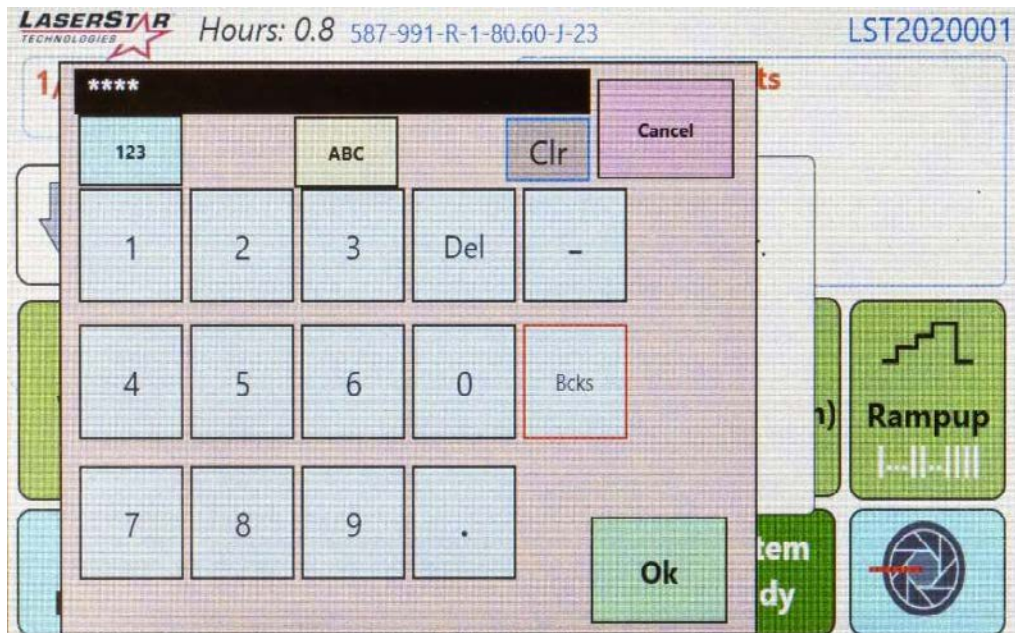 LASERSTAR
TECHNOLOGIES
Hours: 0.8 587-991-R-1-80.60-J-23
LST2020001
1/
ts
****
Cancel
123 ABC Clr
1 2 3 Del -
4 5 6 0 Bcks
n)
Rampup
7 8 9 .
Ok
tem
dy